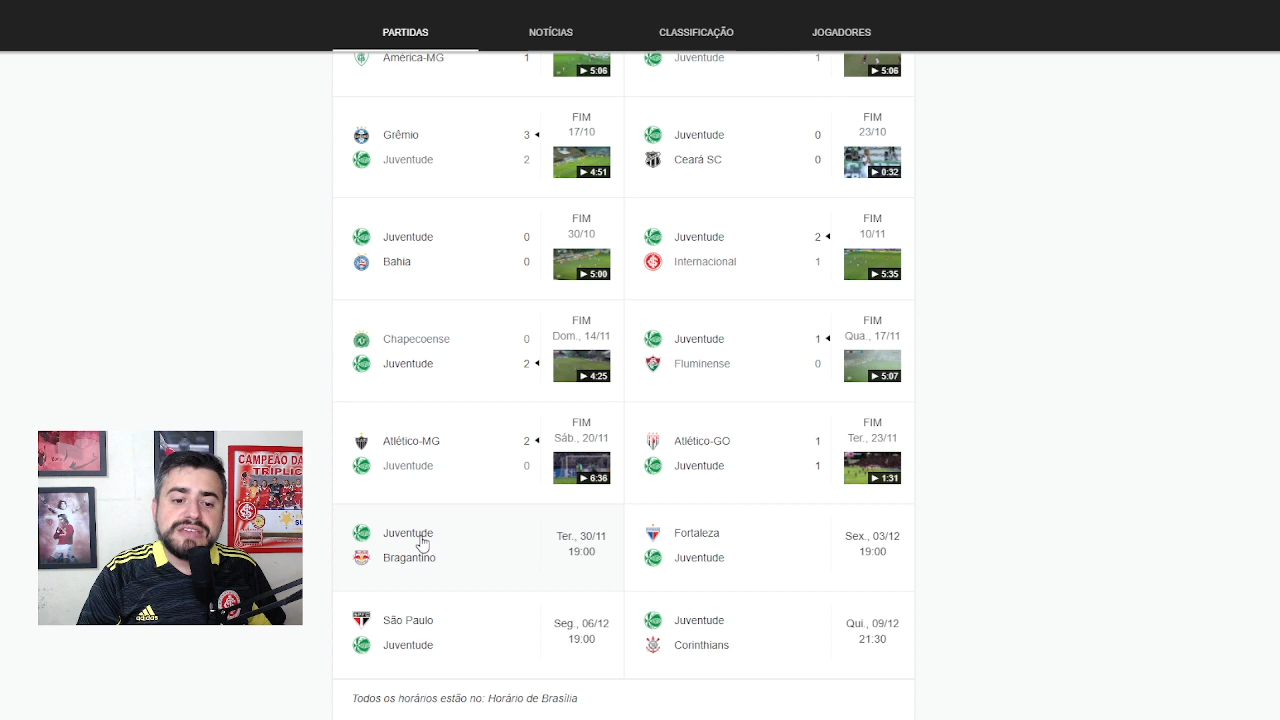 PARTIDAS NOTÍCIAS CLASSIFICAÇÃO JOGADORES
América-MG 1
5:06
Juventude 1
5:06
Grêmio 3
Juventude 2
FIM
17/10
4:51
Juventude 0
Ceará SC 0
FIM
23/10
0:32
Juventude 0
Bahia 0
FIM
30/10
5:00
Juventude 2
Internacional 1
FIM
10/11
5:35
Chapecoense 0
Juventude 2
FIM
Dom., 14/11
4:25
Juventude 1
Fluminense 0
FIM
Qua., 17/11
5:07
Atlético-MG 2
Juventude 0
FIM
Sáb., 20/11
6:36
Atlético-GO 1
Juventude 1
FIM
Ter., 23/11
1:31
Juventude
Bragantino
Ter., 30/11
19:00
Fortaleza
Juventude
Sex., 03/12
19:00
São Paulo
Juventude
Seg., 06/12
19:00
Juventude
Corinthians
Qui., 09/12
21:30
Todos os horários estão no: Horário de Brasília
CAMPEÃO DA
TRÍPLIC
adidas